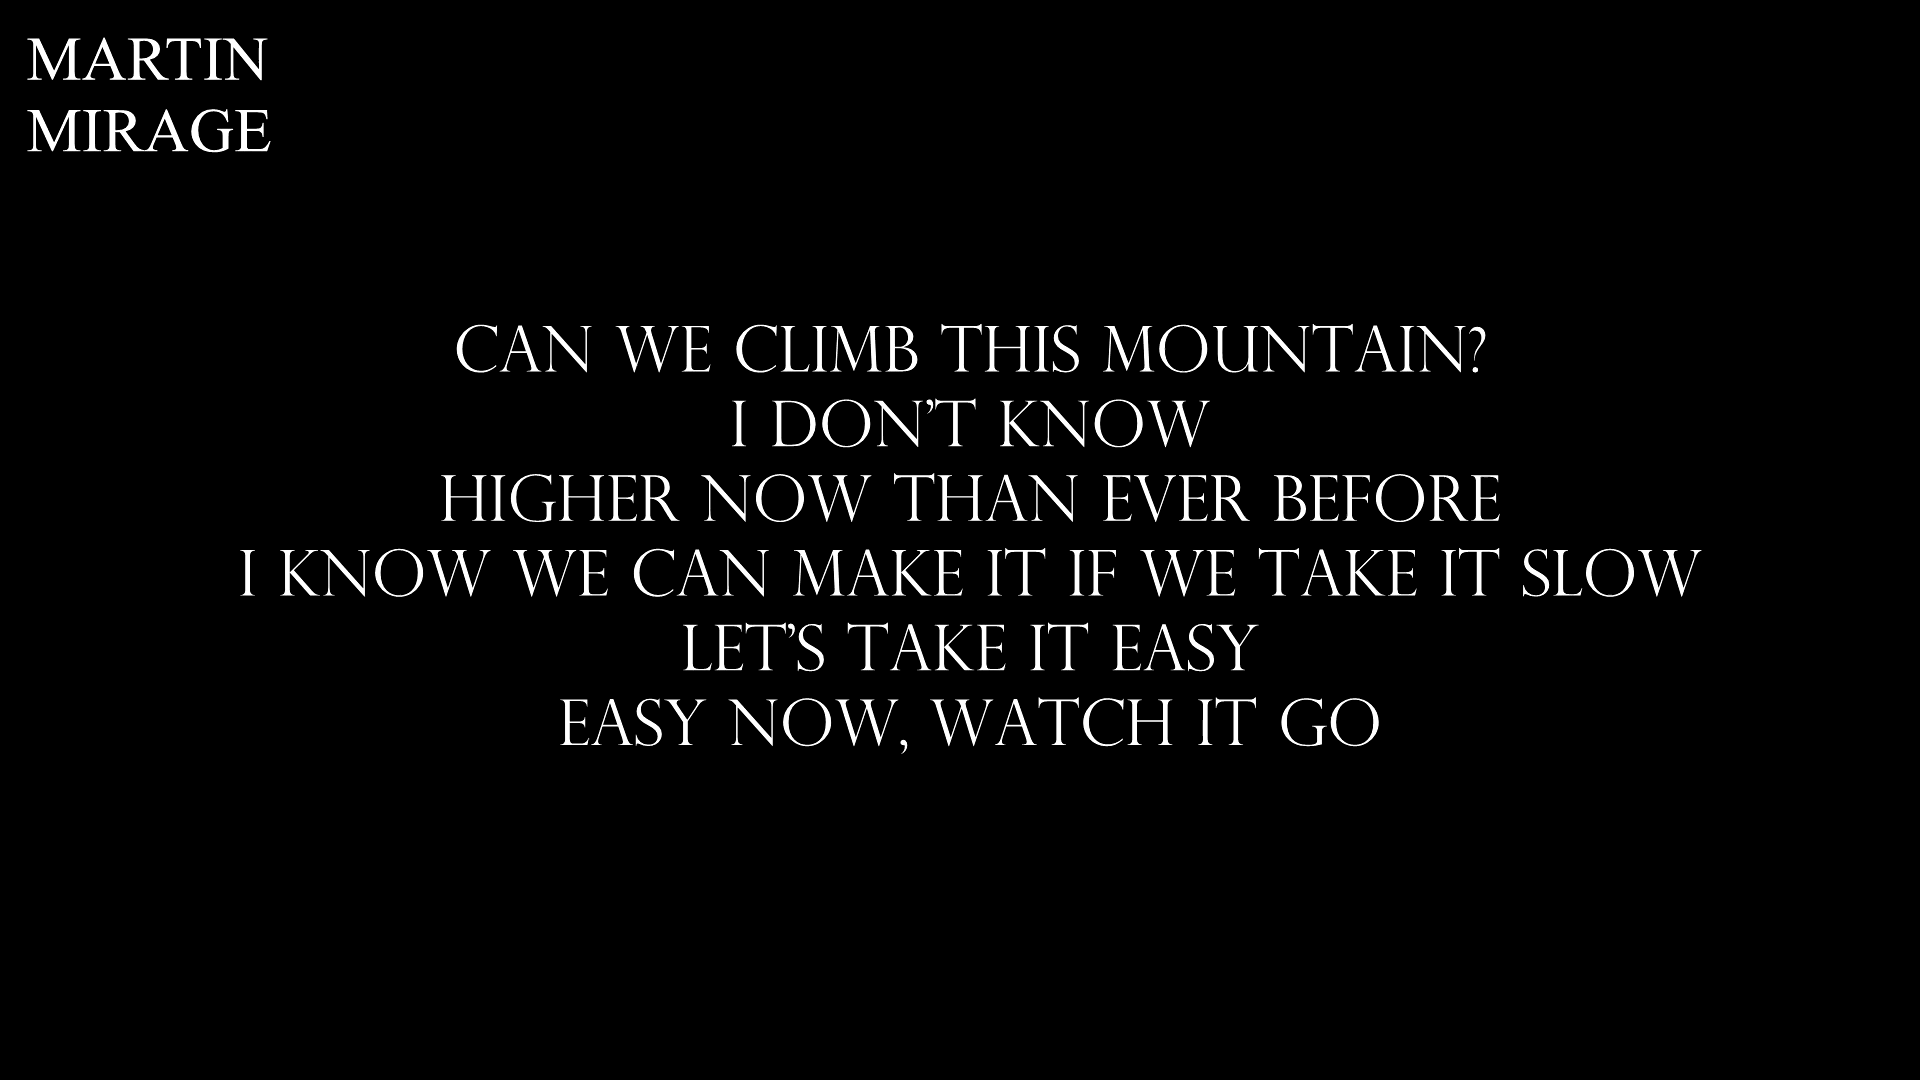 MARTIN
MIRAGE
CAN WE CLIMB THIS MOUNTAIN?
I DON'T KNOW
HIGHER NOW THAN EVER BEFORE
I KNOW WE CAN MAKE IT IF WE TAKE IT SLOW
LET'S TAKE IT EASY
EASY NOW, WATCH IT GO